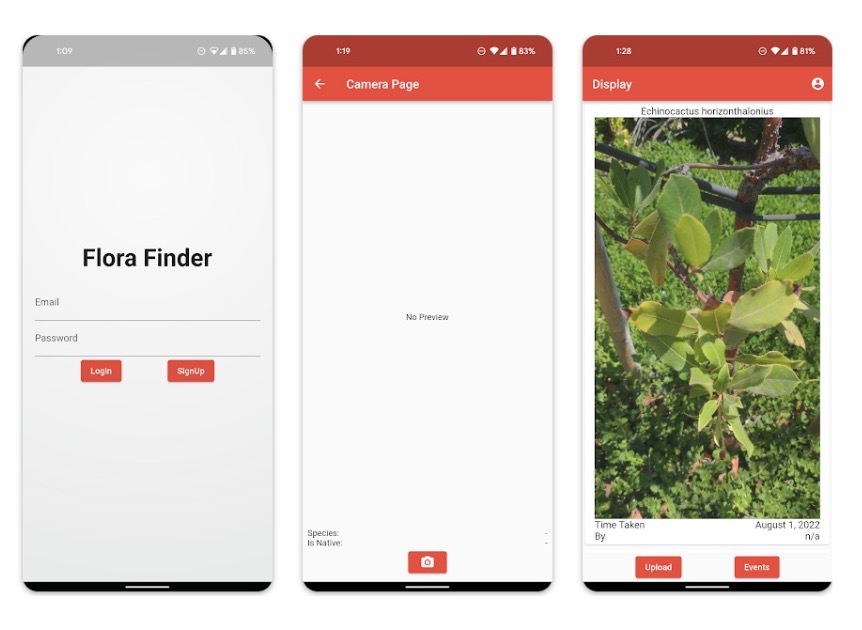 1:09
85%
Flora Finder
Email
Password
Login
SignUp
1:19
83%
Camera Page
No Preview
Species: -
Is Native: -
1:28
81%
Display
Echinocactus horizonthalonius
Time Taken August 1, 2022
By n/a
Upload
Events